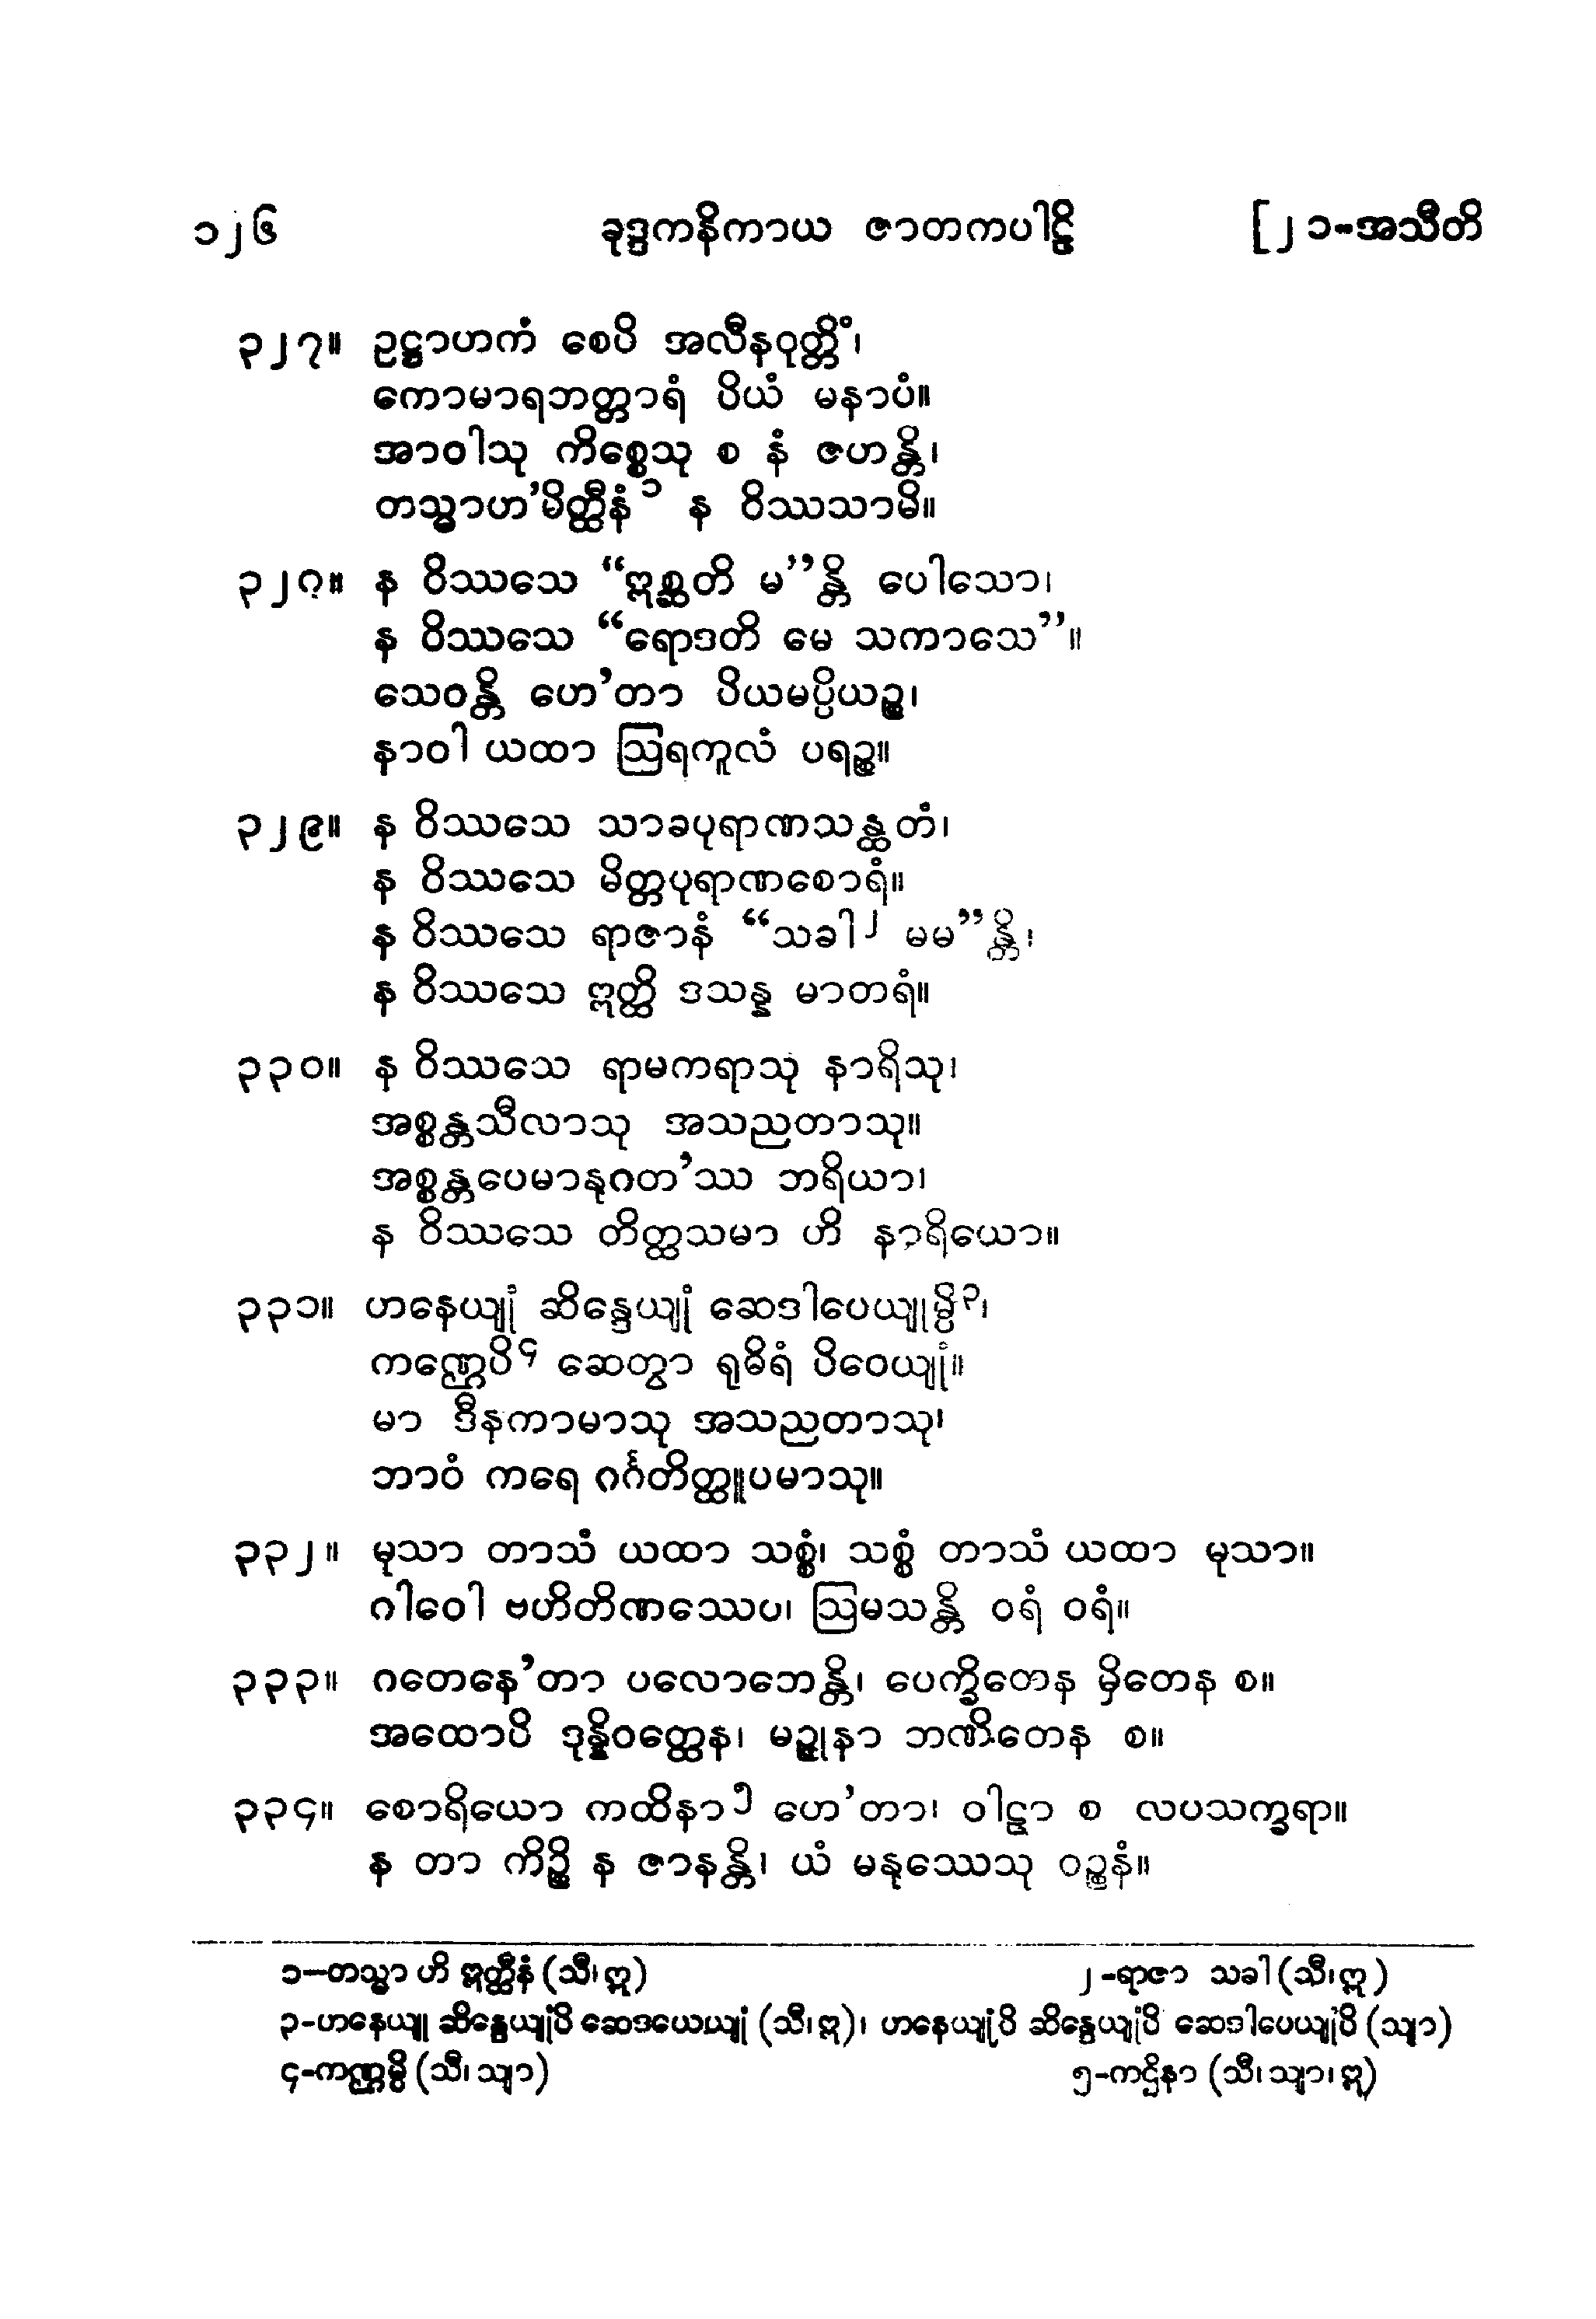 ၁၂၆ ခုဒ္ဒကနိကာယ ဇာတကပါဠိ [၂၁-အသီတိ
၃၂၇။ ဥဋ္ဌာဟကံ စေပိ အလီနဝုတ္တိံ၊
ကောမာရဘတ္တာရံ ပိယံ မနာပံ။
အာဝါသု ကိစ္စေသု စ နံ ဇဟန္တိ၊
တသ္မာဟ’မိတ္ထီနံ၁ န ဝိဿသာမိ။
၃၂၈။ န ဝိဿသေ “ဣစ္ဆတိ မ”န္တိ ပေါသော၊
န ဝိဿသေ “ရောဒတိ မေ သကာသေ”။
သေဝန္တိ ဟေ’တာ ပိယမပ္ပိယဉ္စ၊
နာဝါ ယထာ ဩရကူလံ ပရဉ္စ။
၃၂၉။ န ဝိဿသေ သာခပုရာဏသန္ထတံ၊
န ဝိဿသေ မိတ္တပုရာဏစောရံ။
န ဝိဿသေ ရာဇာနံ “သခါ၂ မမ”န္တိ၊
န ဝိဿသေ ဣတ္ထိ ဒသန္န မာတရံ။
၃၃၀။ န ဝိဿသေ ရာမကရာသု နာရိသု၊
အစ္စန္တသီလာသု အသညတာသု။
အစ္စန္တပေမာနုဂတ’ဿ ဘရိယာ၊
န ဝိဿသေ တိတ္ထသမာ ဟိ နာရိယော။
၃၃၁။ ဟနေယျုံ ဆိန္ဒေယျုံ ဆေဒါပေယျုမ္ပိ၃၊
ကဏ္ဌေပိ၄ ဆေတွာ ရုဓိရံ ပိဝေယျုံ။
မာ ဒီနကာမာသု အသညတာသု၊
ဘာဝံ ကရေ ဂင်္ဂတိတ္ထူပမာသု။
၃၃၂။ မုသာ တာသံ ယထာ သစ္စံ၊ သစ္စံ တာသံ ယထာ မုသာ။
ဂါဝေါ ဗဟိတိဏဿေပ၊ ဩမသန္တိ ဝရံ ဝရံ။
၃၃၃။ ဂတေနေ’တာ ပလောဘေန္တိ၊ ပေက္ခိတေန မှိတေန စ။
အထောပိ ဒုန္နိဝတ္ထေန၊ မဉ္ဇုနာ ဘဏိတေန စ။
၃၃၄။ စောရိယော ကထိနာ၅ ဟေ’တာ၊ ဝါဠာ စ လပသက္ခရာ။
န တာ ကိဉ္စိ န ဇာနန္တိ၊ ယံ မနုဿေသု ဝဉ္စနံ။
၁-တသ္မာ ဟိ ဣတ္ထီနံ (သီ၊ ဣ)
၂-ရာဇာ သခါ (သီ၊ ဣ)
၃-ဟနေယျု ဆိန္ဒေယျုံပိ ဆေဒယေယျုံ (သီ၊ ဣ)၊ ဟနေယျုံပိ ဆိန္ဒေယျုံပိ ဆေဒါပေယျုံပိ (သျာ)
၄-ကဏ္ဌမ္ပိ (သီ၊ သျာ)
၅-ကဌိနာ (သီ၊ သျာ၊ ဣ)